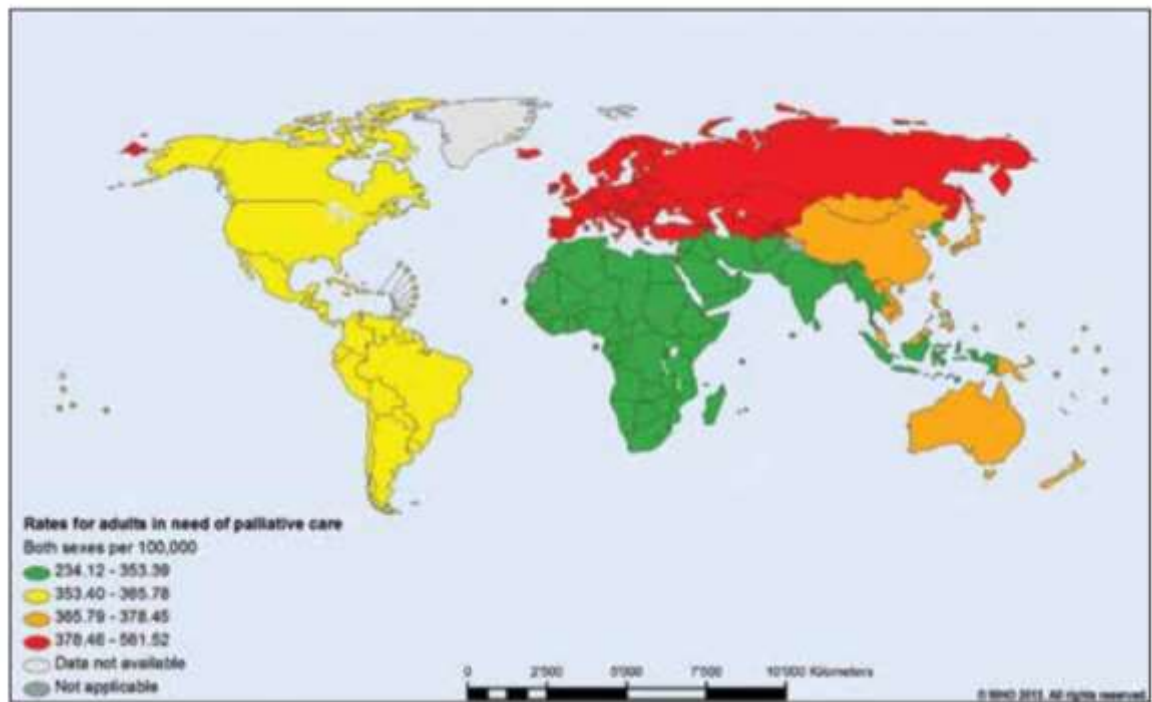 Rates for adults in need of palliative care
Both sexes per 100,000
234.12 - 353.39
353.40 - 365.78
365.79 - 378.45
378.46 - 561.52
Data not available
Not applicable
0 2'500 5'000 7'500 10'000 Kilometers
© WHO 2013. All rights reserved.